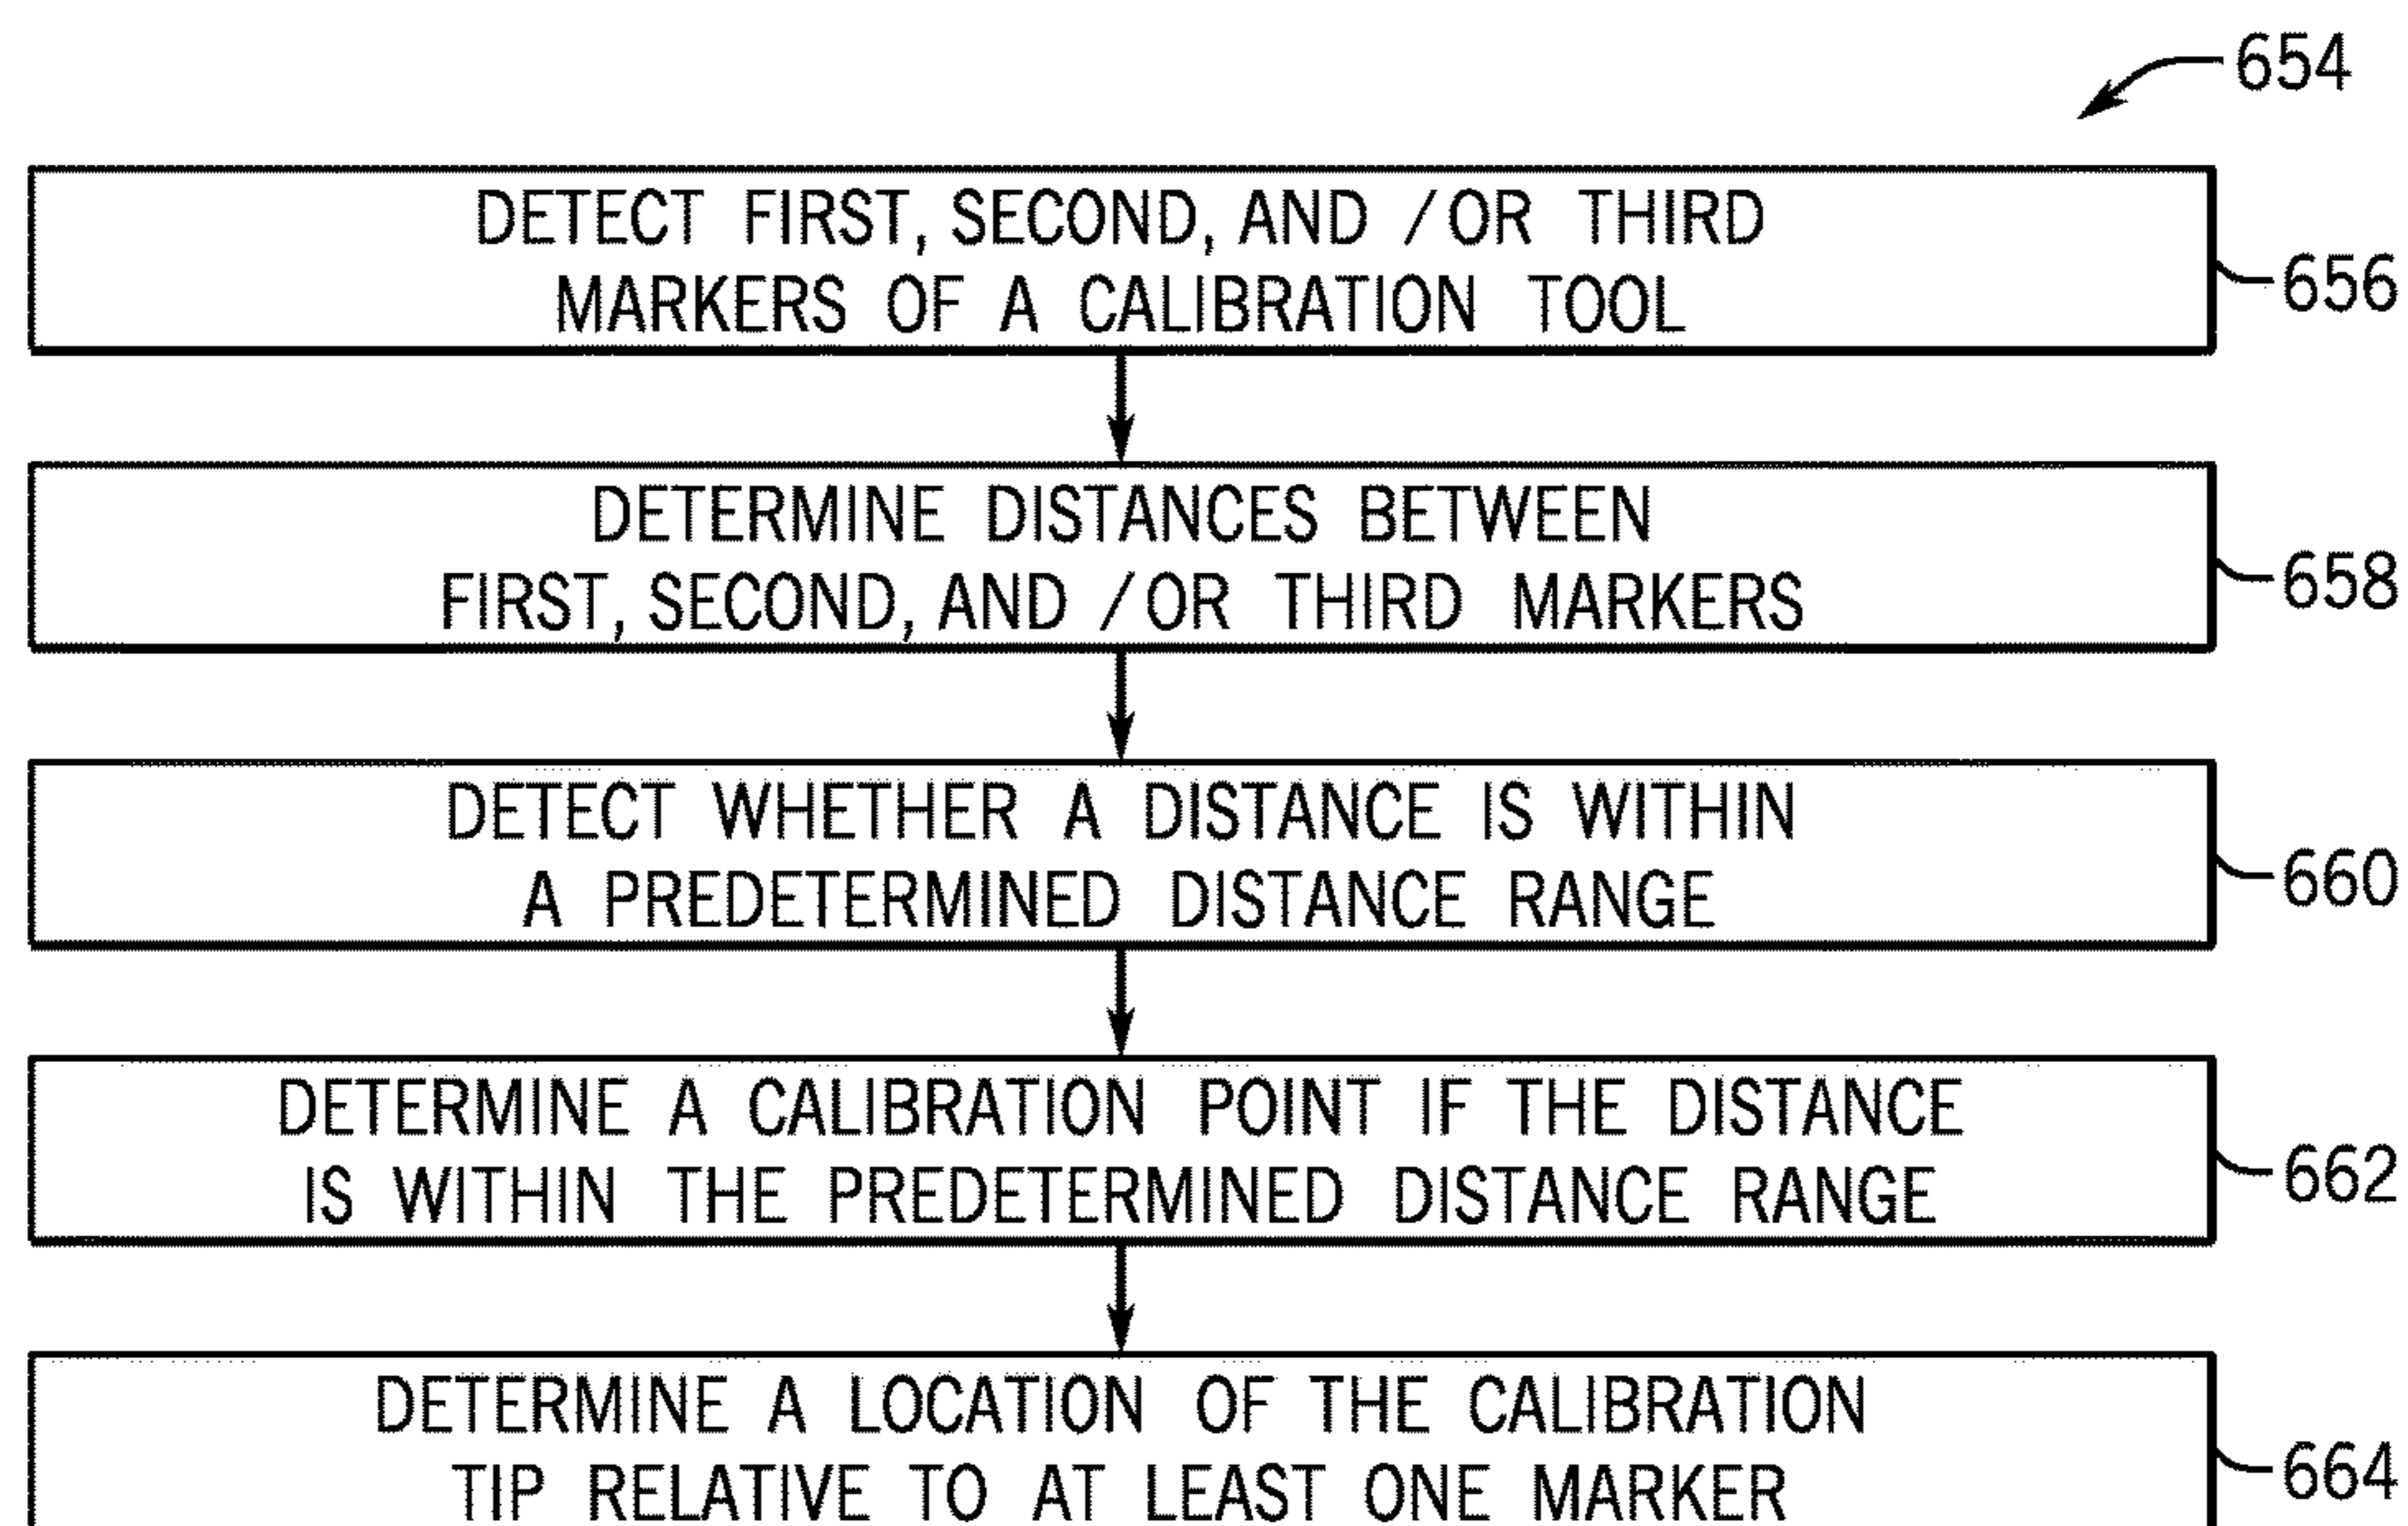 654
DETECT FIRST, SECOND, AND /OR THIRD
MARKERS OF A CALIBRATION TOOL
656
DETERMINE DISTANCES BETWEEN
FIRST, SECOND, AND /OR THIRD MARKERS
658
DETECT WHETHER A DISTANCE IS WITHIN
A PREDETERMINED DISTANCE RANGE
660
DETERMINE A CALIBRATION POINT IF THE DISTANCE
IS WITHIN THE PREDETERMINED DISTANCE RANGE
662
DETERMINE A LOCATION OF THE CALIBRATION
TIP RELATIVE TO AT LEAST ONE MARKER
664